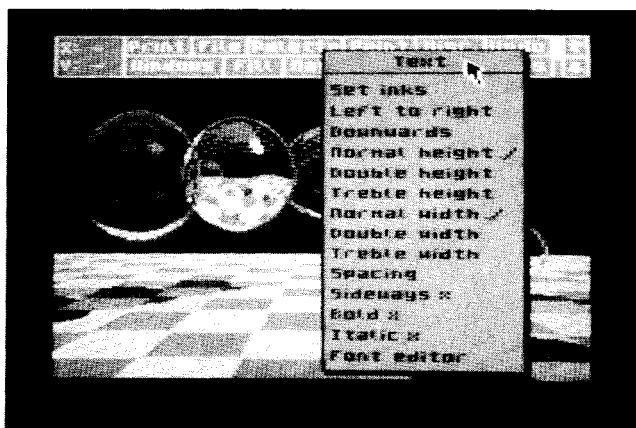 X: Print File
Y: Windows Fill
Text
Set inks
Left to right
Downwards
Normal height ✓
Double height
Treble height
Normal width ✓
Double width
Treble width
Spacing
Sideways x
Bold x
Italic x
Font editor